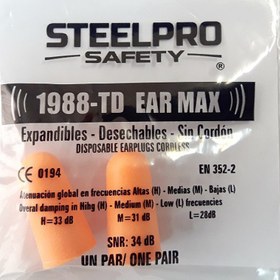 STEELPRO
SAFETY ®
1988-TD EAR MAX
Expandibles - Desechables - Sin Cordón
DISPOSABLE EARPLUGS CORDLESS
CE 0194 EN 352-2
Atenuación global en frecuencias Altas (H) - Medias (M) - Bajas (L)
Overall damping in Hihg (H) - Medium (M) - Low (L) frecuencies
H=33 dB M=31 dB L=28dB
SNR: 34 dB
UN PAR/ ONE PAIR